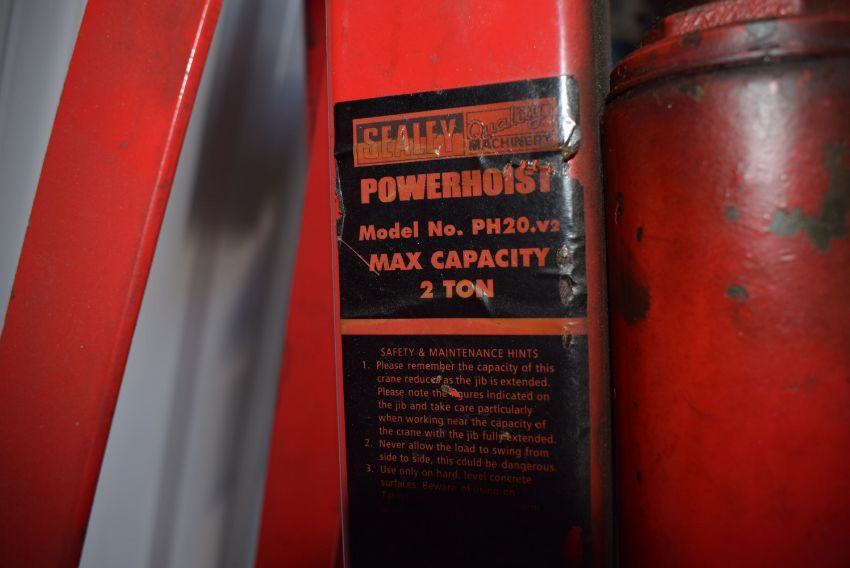 SEALEY Quality
MACHINERY
POWERHOIST
Model No. PH20.v2
MAX CAPACITY
2 TON
SAFETY & MAINTENANCE HINTS
1. Please remember the capacity of this
crane reduces as the jib is extended.
Please note the figures indicated on
the jib and take care particularly
when working near the capacity of
the crane with the jib fully extended.
2. Never allow the load to swing from
side to side, this could be dangerous.
3. Use only on hard, level concrete
surfaces. Beware of using on